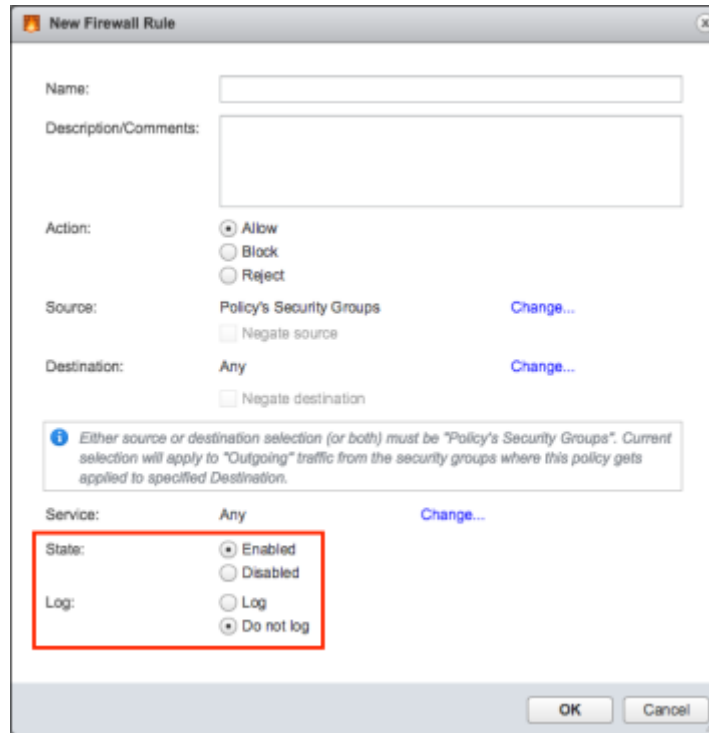 New Firewall Rule
Name:
Description/Comments:
Action: Allow
Block
Reject
Source: Policy's Security Groups Change...
Negate source
Destination: Any Change...
Negate destination
Either source or destination selection (or both) must be "Policy's Security Groups". Current
selection will apply to "Outgoing" traffic from the security groups where this policy gets
applied to specified Destination.
Service: Any Change...
State: Enabled
Disabled
Log: Log
Do not log
OK Cancel